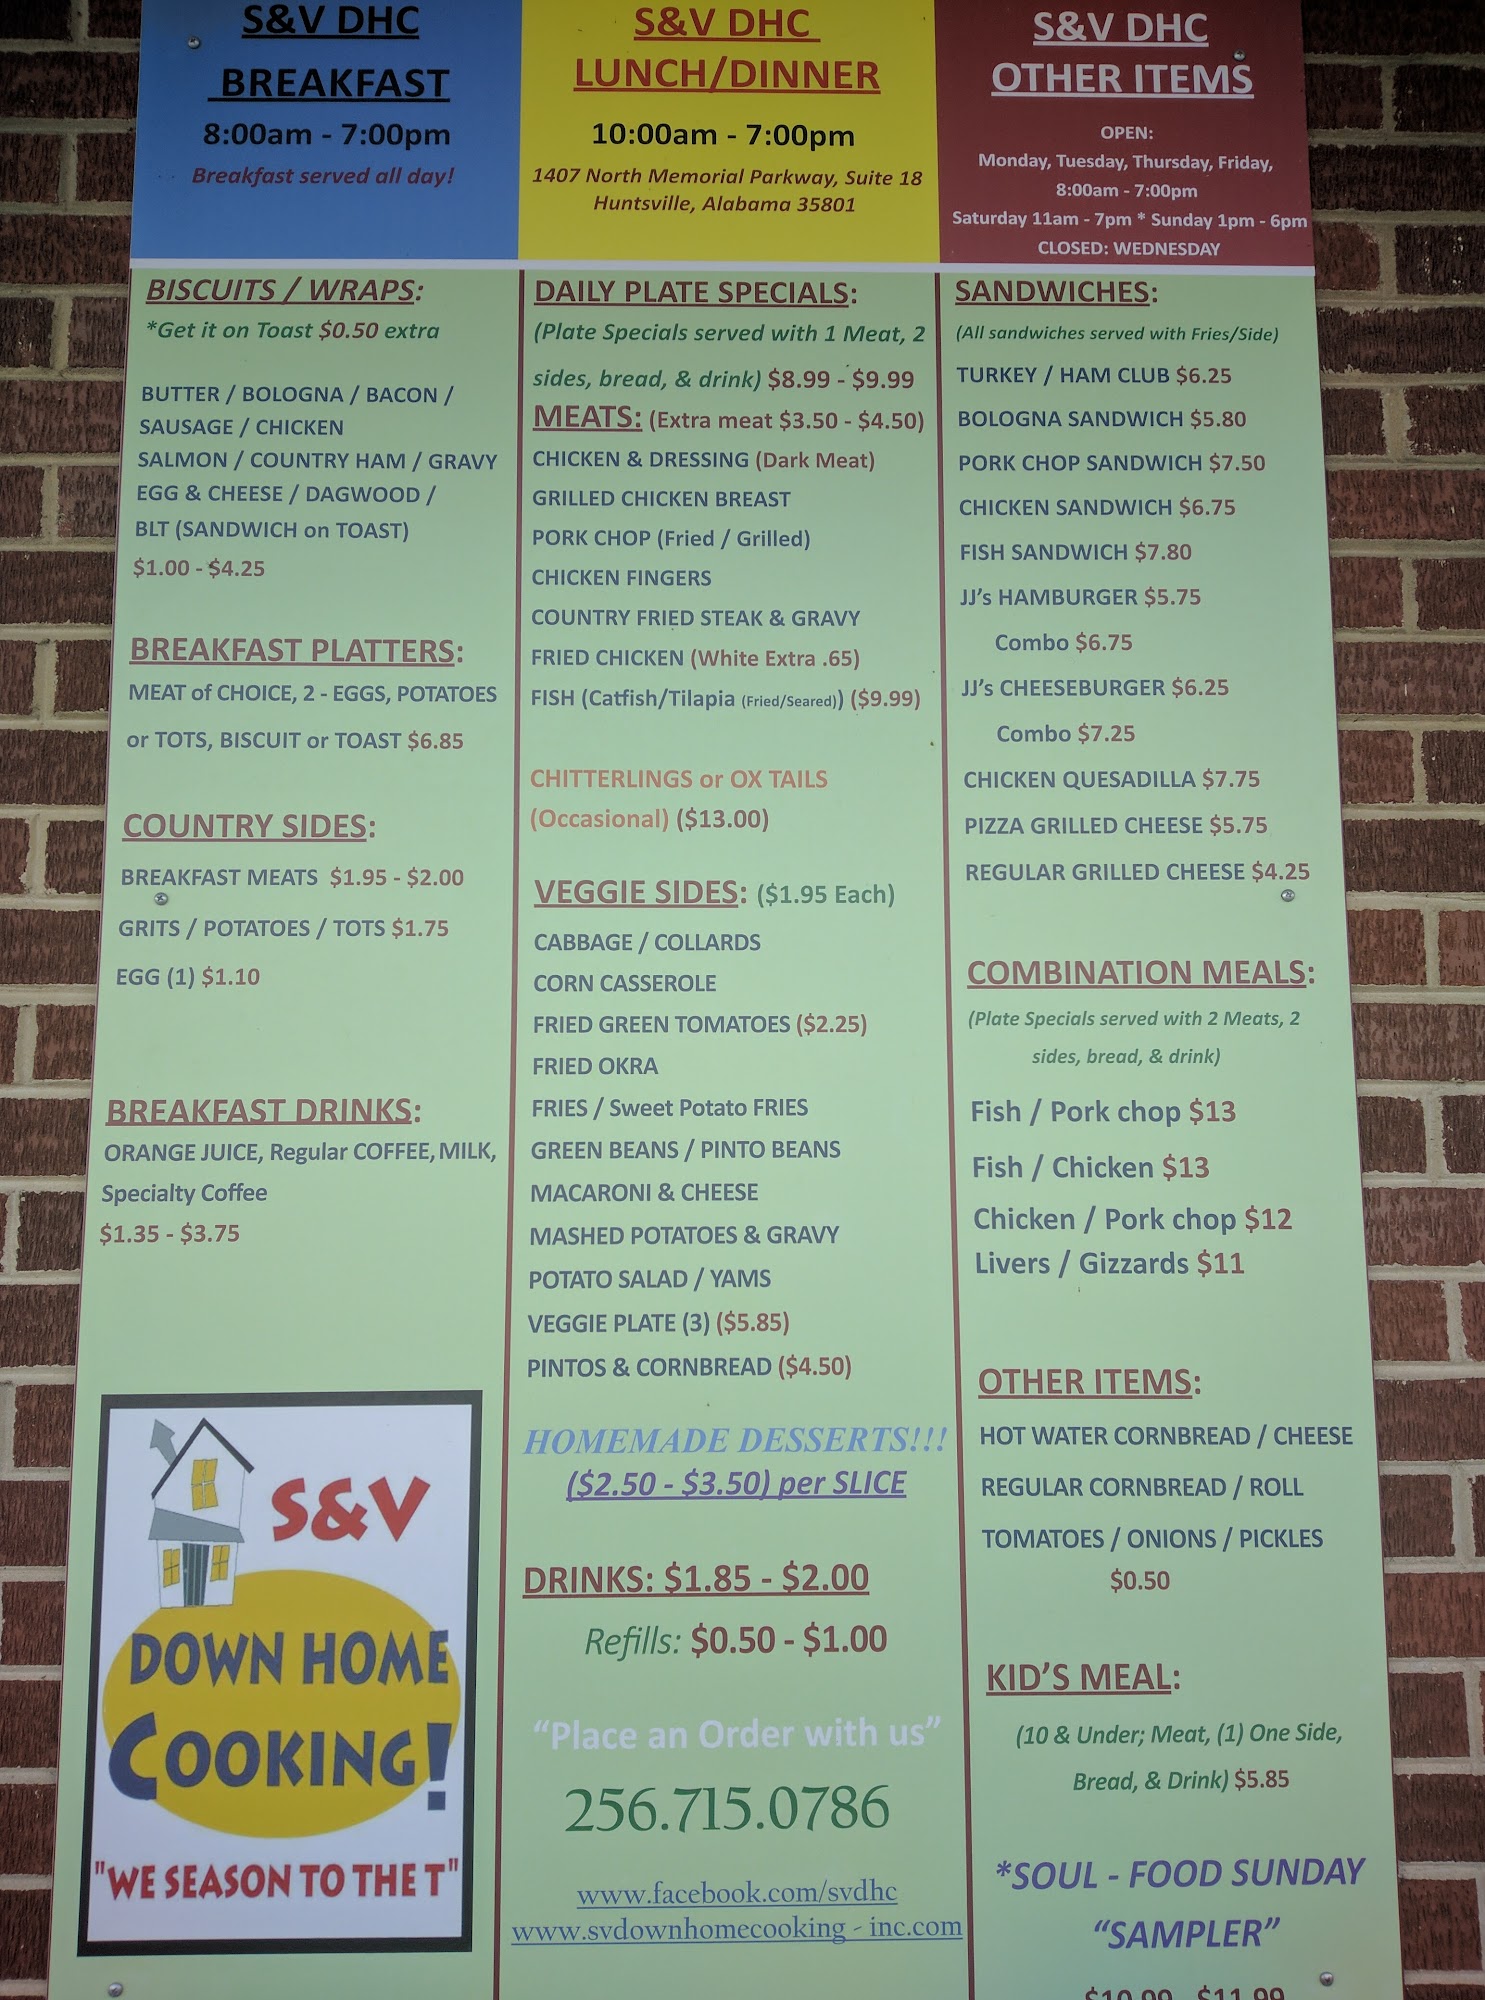 S&V DHC
BREAKFAST
8:00am - 7:00pm
Breakfast served all day!
BISCUITS / WRAPS:
*Get it on Toast $0.50 extra
BUTTER / BOLOGNA / BACON /
SAUSAGE / CHICKEN
SALMON / COUNTRY HAM / GRAVY
EGG & CHEESE / DAGWOOD /
BLT (SANDWICH on TOAST)
$1.00 - $4.25
BREAKFAST PLATTERS:
MEAT of CHOICE, 2 - EGGS, POTATOES
or TOTS, BISCUIT or TOAST $6.85
COUNTRY SIDES:
BREAKFAST MEATS $1.95 - $2.00
GRITS / POTATOES / TOTS $1.75
EGG (1) $1.10
BREAKFAST DRINKS:
ORANGE JUICE, Regular COFFEE, MILK,
Specialty Coffee
$1.35 - $3.75
S&V
DOWN HOME
COOKING!
"WE SEASON TO THE T"
S&V DHC
LUNCH/DINNER
10:00am - 7:00pm
1407 North Memorial Parkway, Suite 18
Huntsville, Alabama 35801
DAILY PLATE SPECIALS:
(Plate Specials served with 1 Meat, 2
sides, bread, & drink) $8.99 - $9.99
MEATS: (Extra meat $3.50 - $4.50)
CHICKEN & DRESSING (Dark Meat)
GRILLED CHICKEN BREAST
PORK CHOP (Fried / Grilled)
CHICKEN FINGERS
COUNTRY FRIED STEAK & GRAVY
FRIED CHICKEN (White Extra .65)
FISH (Catfish/Tilapia (Fried/Seared)) ($9.99)
CHITTERLINGS or OX TAILS
(Occasional) ($13.00)
VEGGIE SIDES: ($1.95 Each)
CABBAGE / COLLARDS
CORN CASSEROLE
FRIED GREEN TOMATOES ($2.25)
FRIED OKRA
FRIES / Sweet Potato FRIES
GREEN BEANS / PINTO BEANS
MACARONI & CHEESE
MASHED POTATOES & GRAVY
POTATO SALAD / YAMS
VEGGIE PLATE (3) ($5.85)
PINTOS & CORNBREAD ($4.50)
HOMEMADE DESSERTS!!!
($2.50 - $3.50) per SLICE
DRINKS: $1.85 - $2.00
Refills: $0.50 - $1.00
“Place an Order with us”
256.715.0786
www.facebook.com/svdhc
www.svdownhomecooking - inc.com
S&V DHC
OTHER ITEMS
OPEN:
Monday, Tuesday, Thursday, Friday,
8:00am - 7:00pm
Saturday 11am - 7pm * Sunday 1pm - 6pm
CLOSED: WEDNESDAY
SANDWICHES:
(All sandwiches served with Fries/Side)
TURKEY / HAM CLUB $6.25
BOLOGNA SANDWICH $5.80
PORK CHOP SANDWICH $7.50
CHICKEN SANDWICH $6.75
FISH SANDWICH $7.80
JJ’s HAMBURGER $5.75
Combo $6.75
JJ’s CHEESEBURGER $6.25
Combo $7.25
CHICKEN QUESADILLA $7.75
PIZZA GRILLED CHEESE $5.75
REGULAR GRILLED CHEESE $4.25
COMBINATION MEALS:
(Plate Specials served with 2 Meats, 2
sides, bread, & drink)
Fish / Pork chop $13
Fish / Chicken $13
Chicken / Pork chop $12
Livers / Gizzards $11
OTHER ITEMS:
HOT WATER CORNBREAD / CHEESE
REGULAR CORNBREAD / ROLL
TOMATOES / ONIONS / PICKLES
$0.50
KID’S MEAL:
(10 & Under; Meat, (1) One Side,
Bread, & Drink) $5.85
*SOUL - FOOD SUNDAY
“SAMPLER”
$10.99 - $11.99